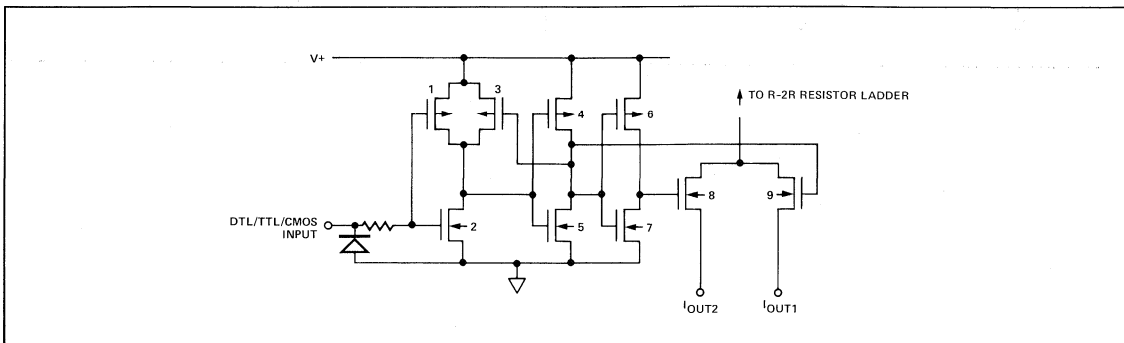 V+
1
3
4
6
TO R-2R RESISTOR LADDER
DTL/TTL/CMOS
INPUT
2
5
7
8
9
IOUT2
IOUT1